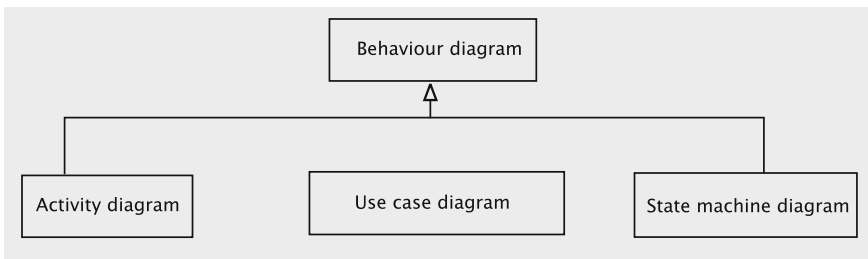 Behaviour diagram
Activity diagram
Use case diagram
State machine diagram